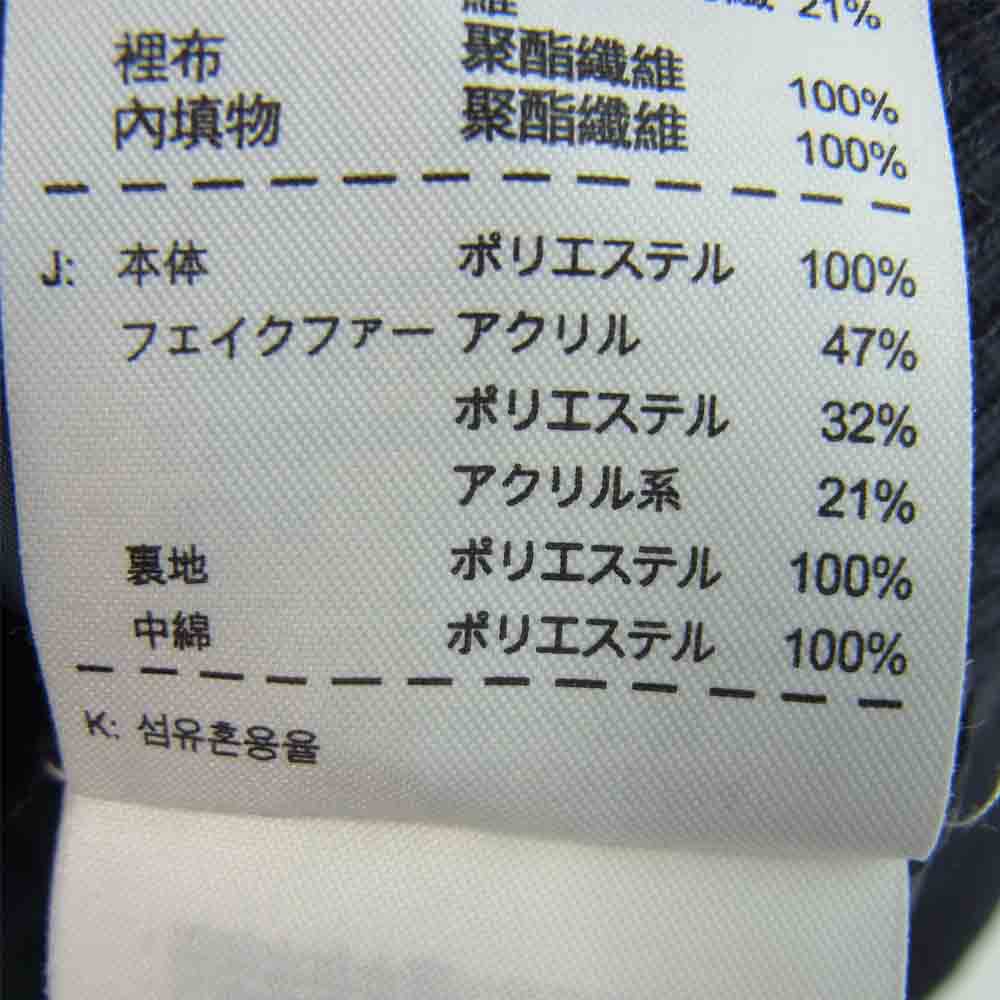 維 21%
裡布 聚酯纖維 100%
內填物 聚酯纖維 100%
J: 本体 ポリエステル 100%
フェイクファー アクリル 47%
ポリエステル 32%
アクリル系 21%
裏地 ポリエステル 100%
中綿 ポリエステル 100%
K: 섬유혼용율